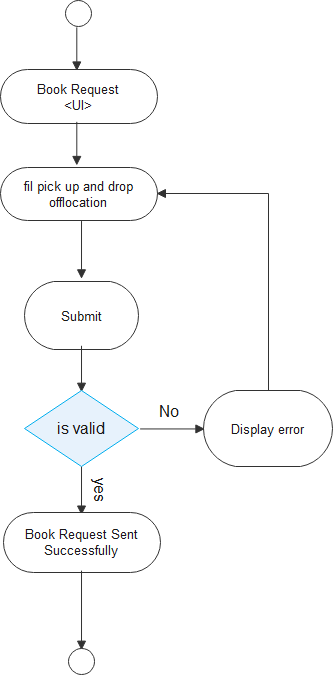 Book Request
<UI>
fil pick up and drop
offlocation
Submit
is valid
No
Display error
yes
Book Request Sent
Successfully